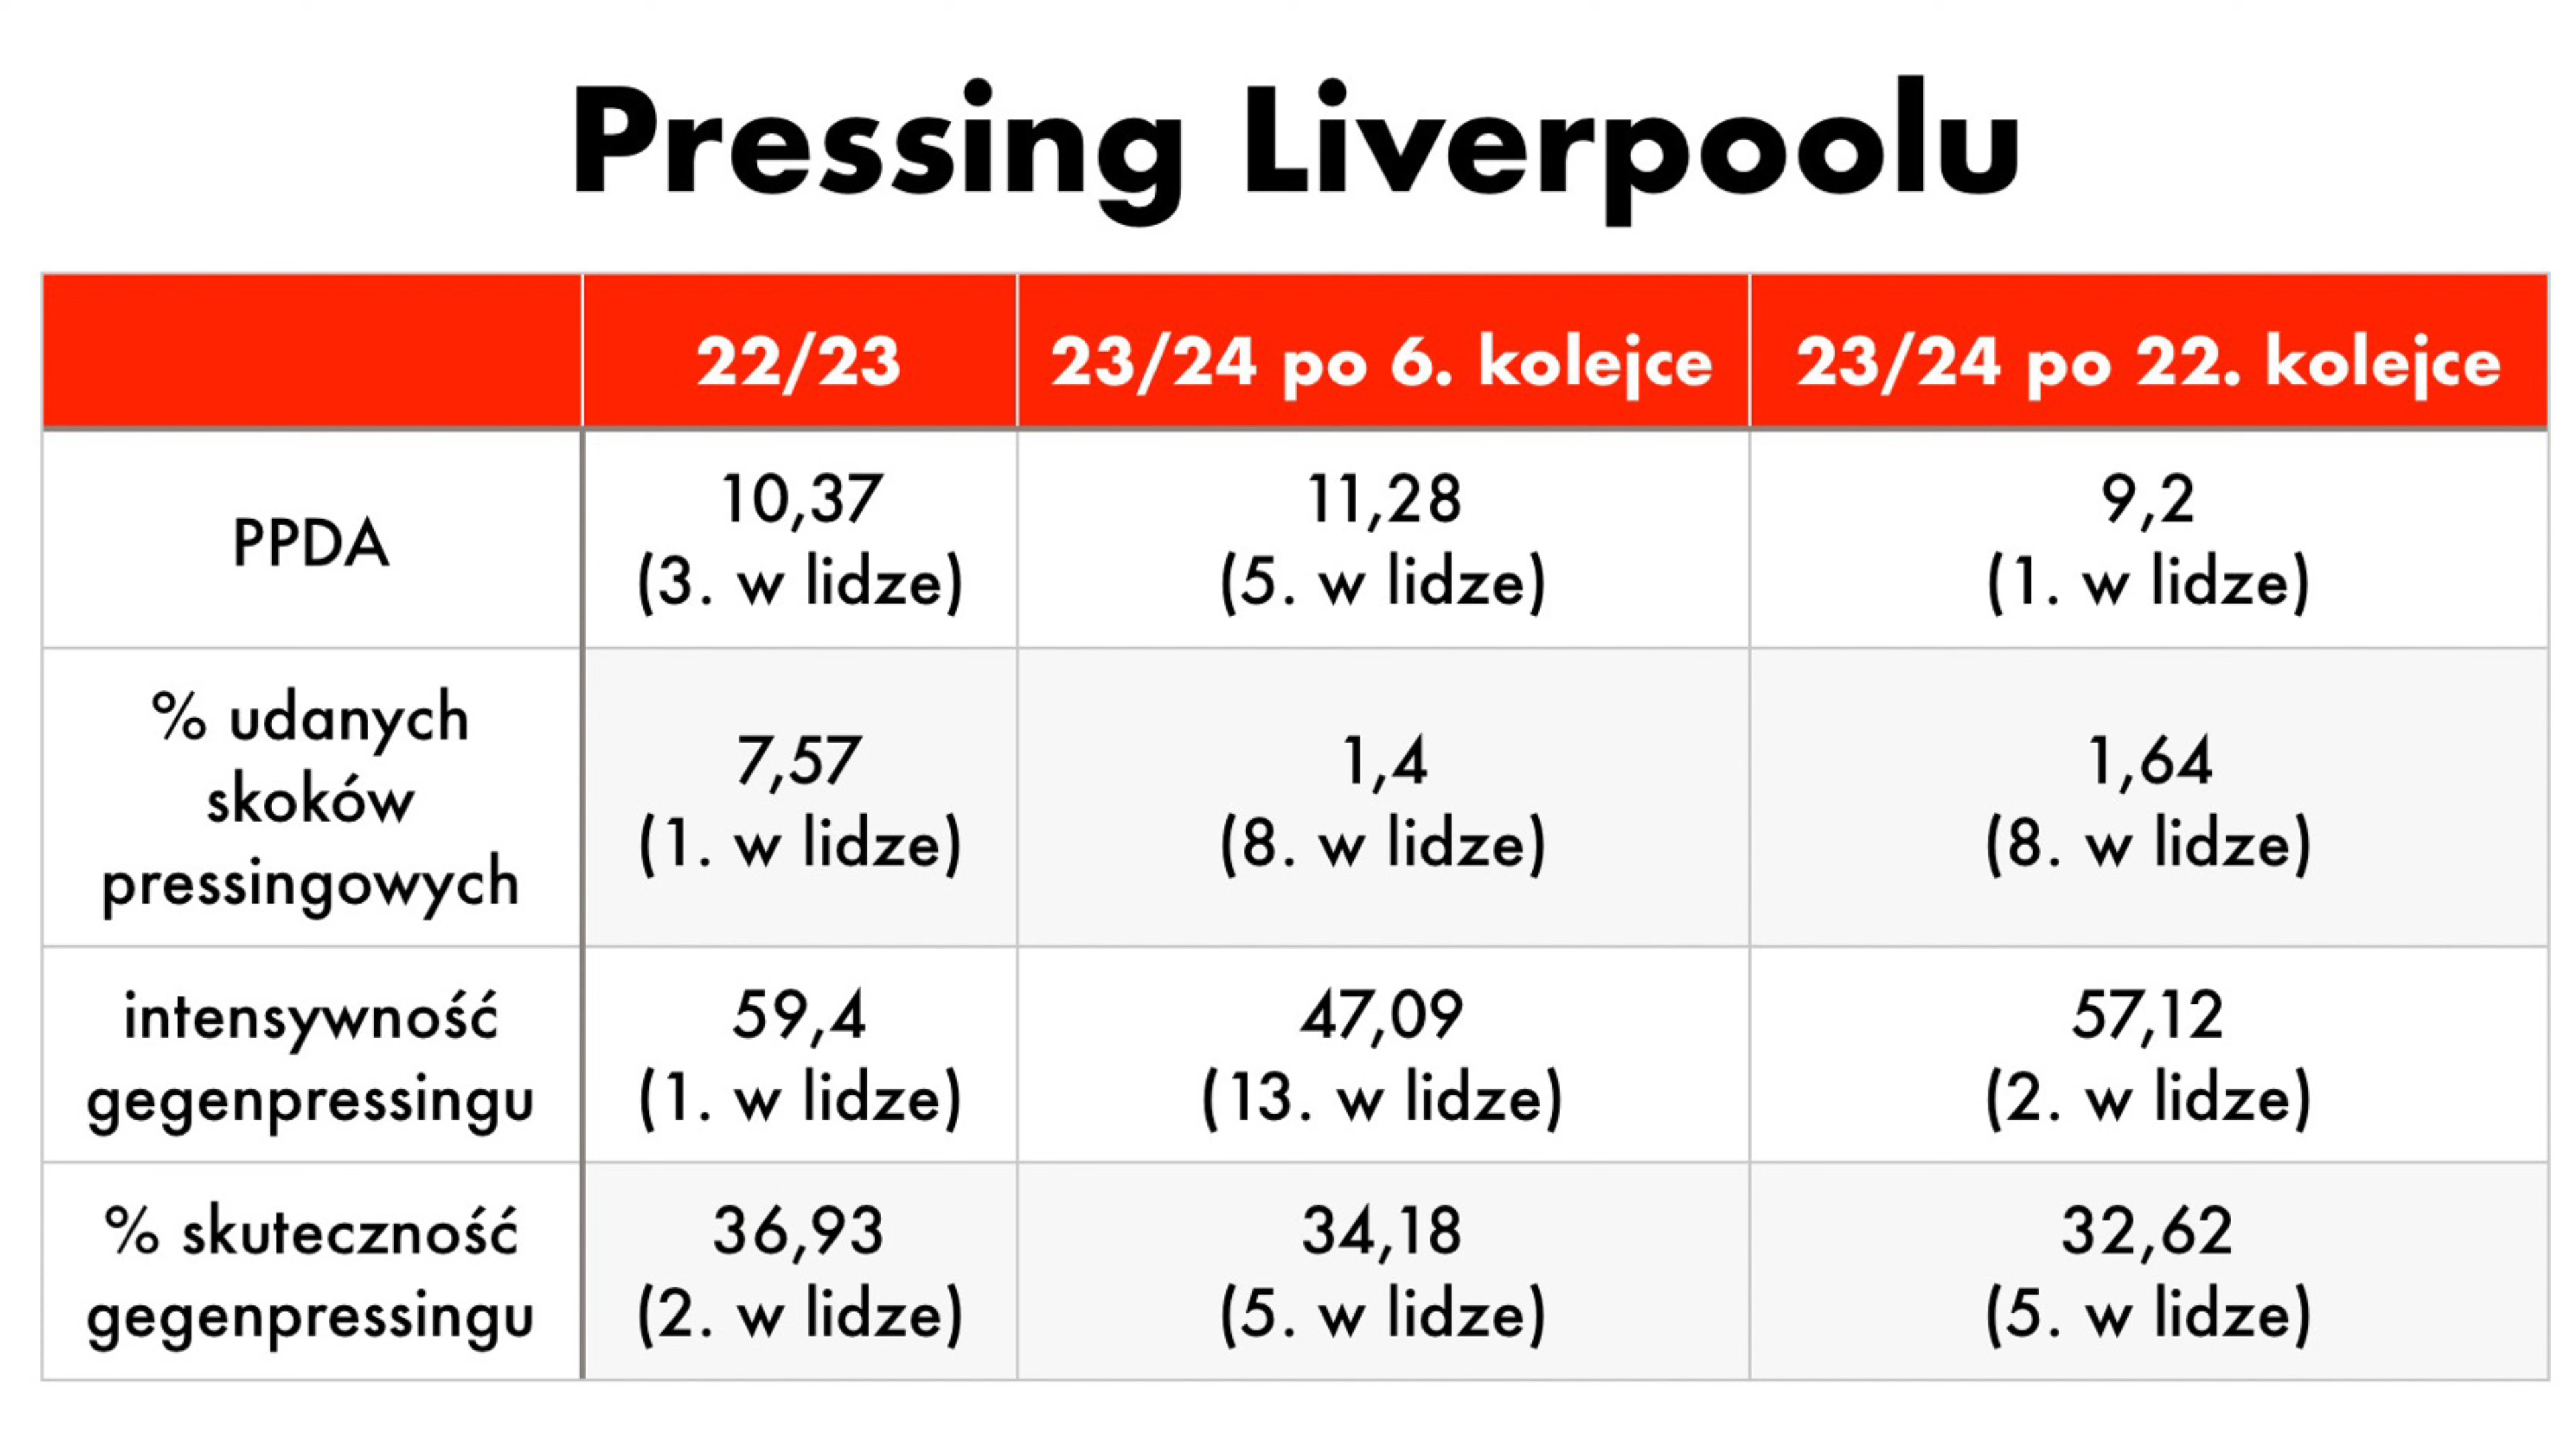 Pressing Liverpoolu
22/23
23/24 po 6. kolejce
23/24 po 22. kolejce
PPDA
10,37
(3. w lidze)
11,28
(5. w lidze)
9,2
(1. w lidze)
% udanych
skoków
pressingowych
7,57
(1. w lidze)
1,4
(8. w lidze)
1,64
(8. w lidze)
intensywność
gegenpressingu
59,4
(1. w lidze)
47,09
(13. w lidze)
57,12
(2. w lidze)
% skuteczność
gegenpressingu
36,93
(2. w lidze)
34,18
(5. w lidze)
32,62
(5. w lidze)